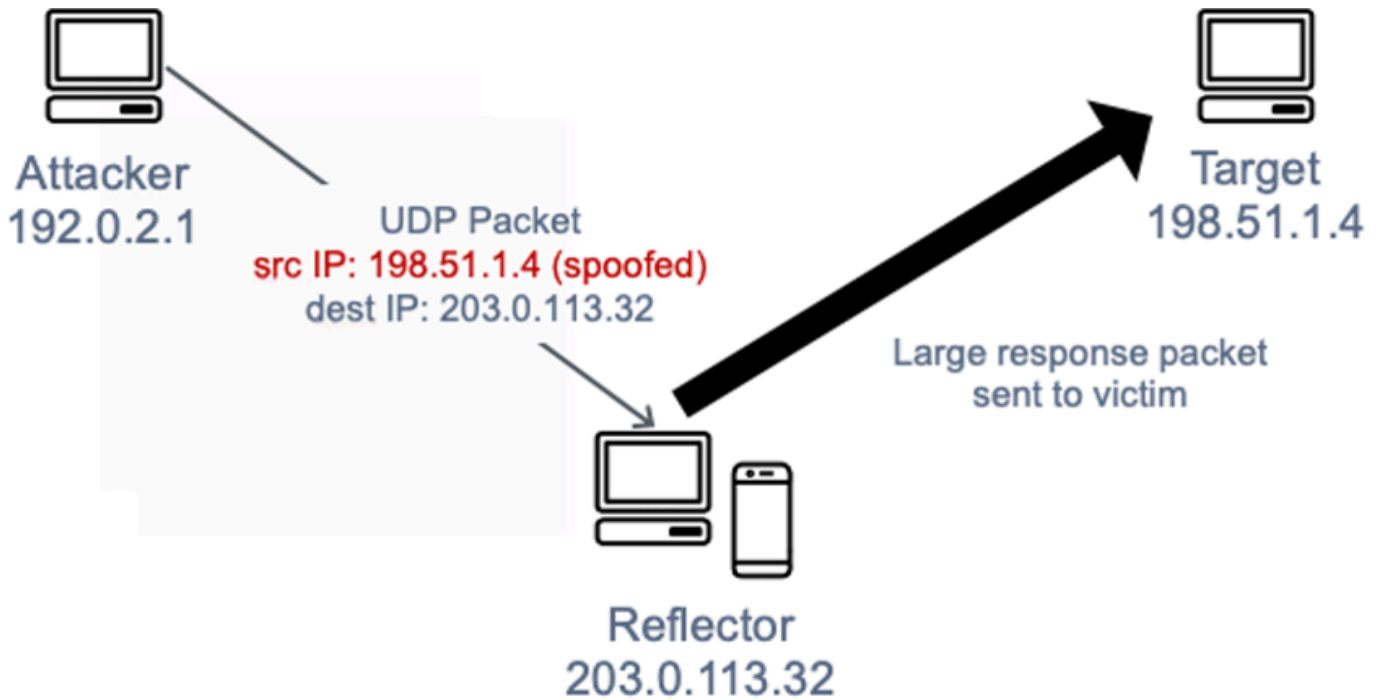 Attacker
192.0.2.1
UDP Packet
src IP: 198.51.1.4 (spoofed)
dest IP: 203.0.113.32
Target
198.51.1.4
Large response packet
sent to victim
Reflector
203.0.113.32